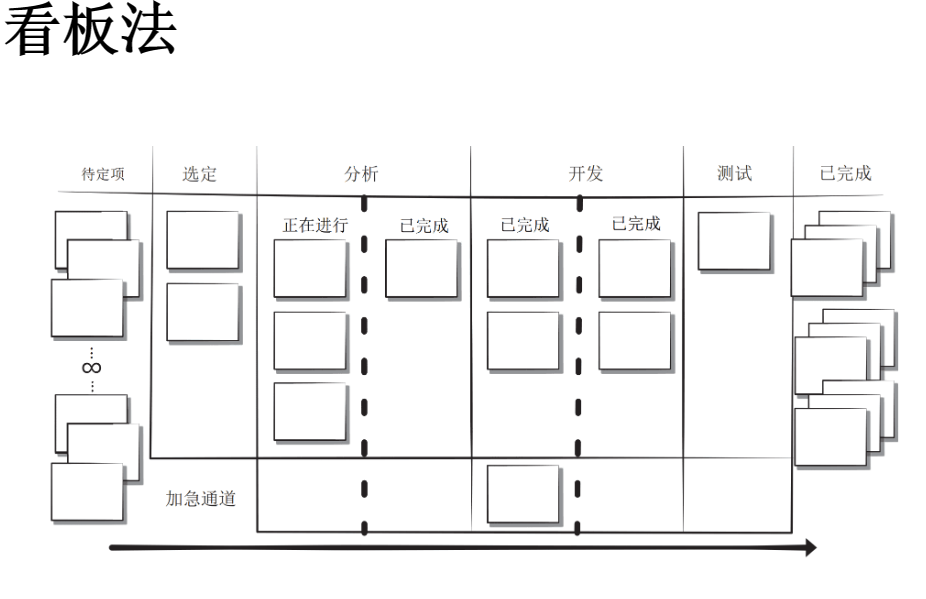 看板法
待定项 选定 分析 开发 测试 已完成
正在进行 已完成 已完成 已完成
∞
加急通道